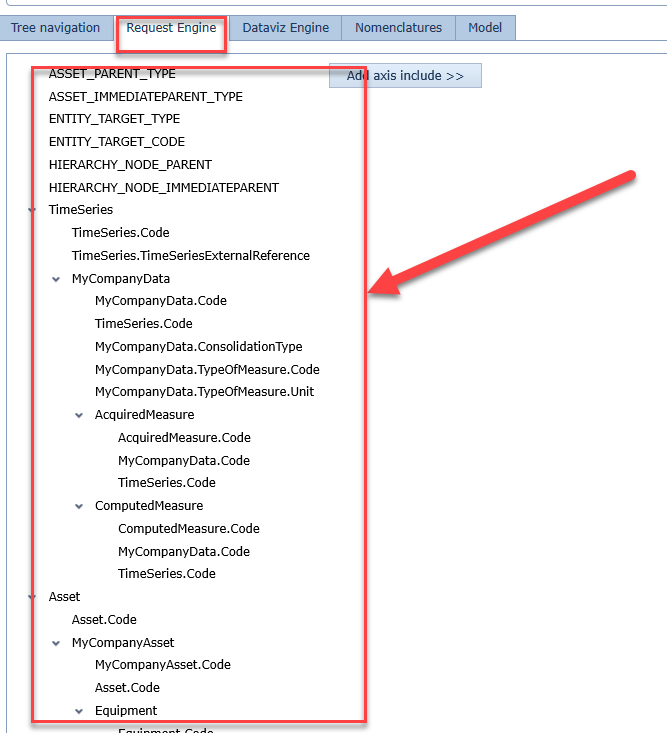 Tree navigation Request Engine Dataviz Engine Nomenclatures Model
ASSET_PARENT_TYPE
Add axis include >>
ASSET_IMMEDIATEPARENT_TYPE
ENTITY_TARGET_TYPE
ENTITY_TARGET_CODE
HIERARCHY_NODE_PARENT
HIERARCHY_NODE_IMMEDIATEPARENT
TimeSeries
TimeSeries.Code
TimeSeries.TimeSeriesExternalReference
MyCompanyData
MyCompanyData.Code
TimeSeries.Code
MyCompanyData.ConsolidationType
MyCompanyData.TypeOfMeasure.Code
MyCompanyData.TypeOfMeasure.Unit
AcquiredMeasure
AcquiredMeasure.Code
MyCompanyData.Code
TimeSeries.Code
ComputedMeasure
ComputedMeasure.Code
MyCompanyData.Code
TimeSeries.Code
Asset
Asset.Code
MyCompanyAsset
MyCompanyAsset.Code
Asset.Code
Equipment
Equipment.Code